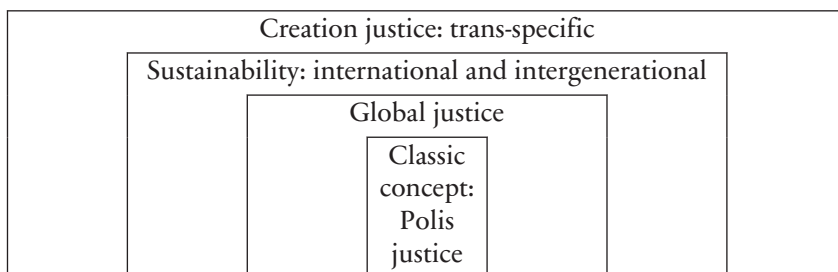 Creation justice: trans-specific
Sustainability: international and intergenerational
Global justice
Classic
concept:
Polis
justice